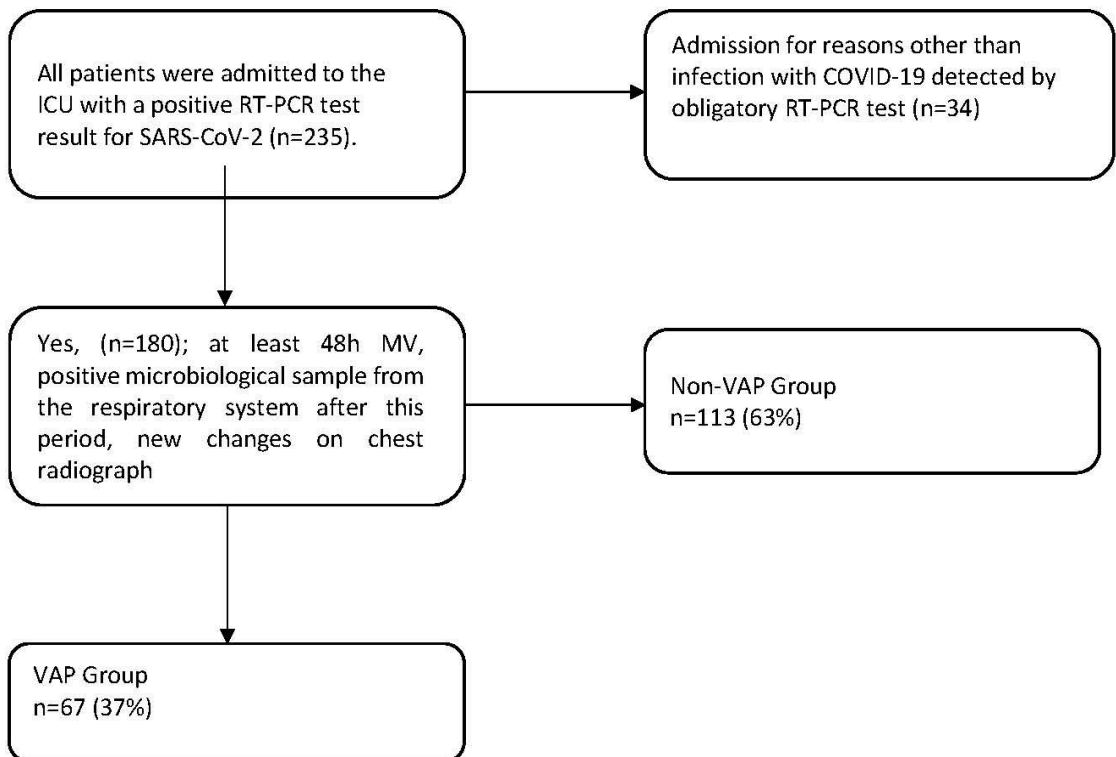 All patients were admitted to the
ICU with a positive RT-PCR test
result for SARS-CoV-2 (n=235).
Admission for reasons other than
infection with COVID-19 detected by
obligatory RT-PCR test (n=34)
Yes, (n=180); at least 48h MV,
positive microbiological sample from
the respiratory system after this
period, new changes on chest
radiograph
Non-VAP Group
n=113 (63%)
VAP Group
n=67 (37%)